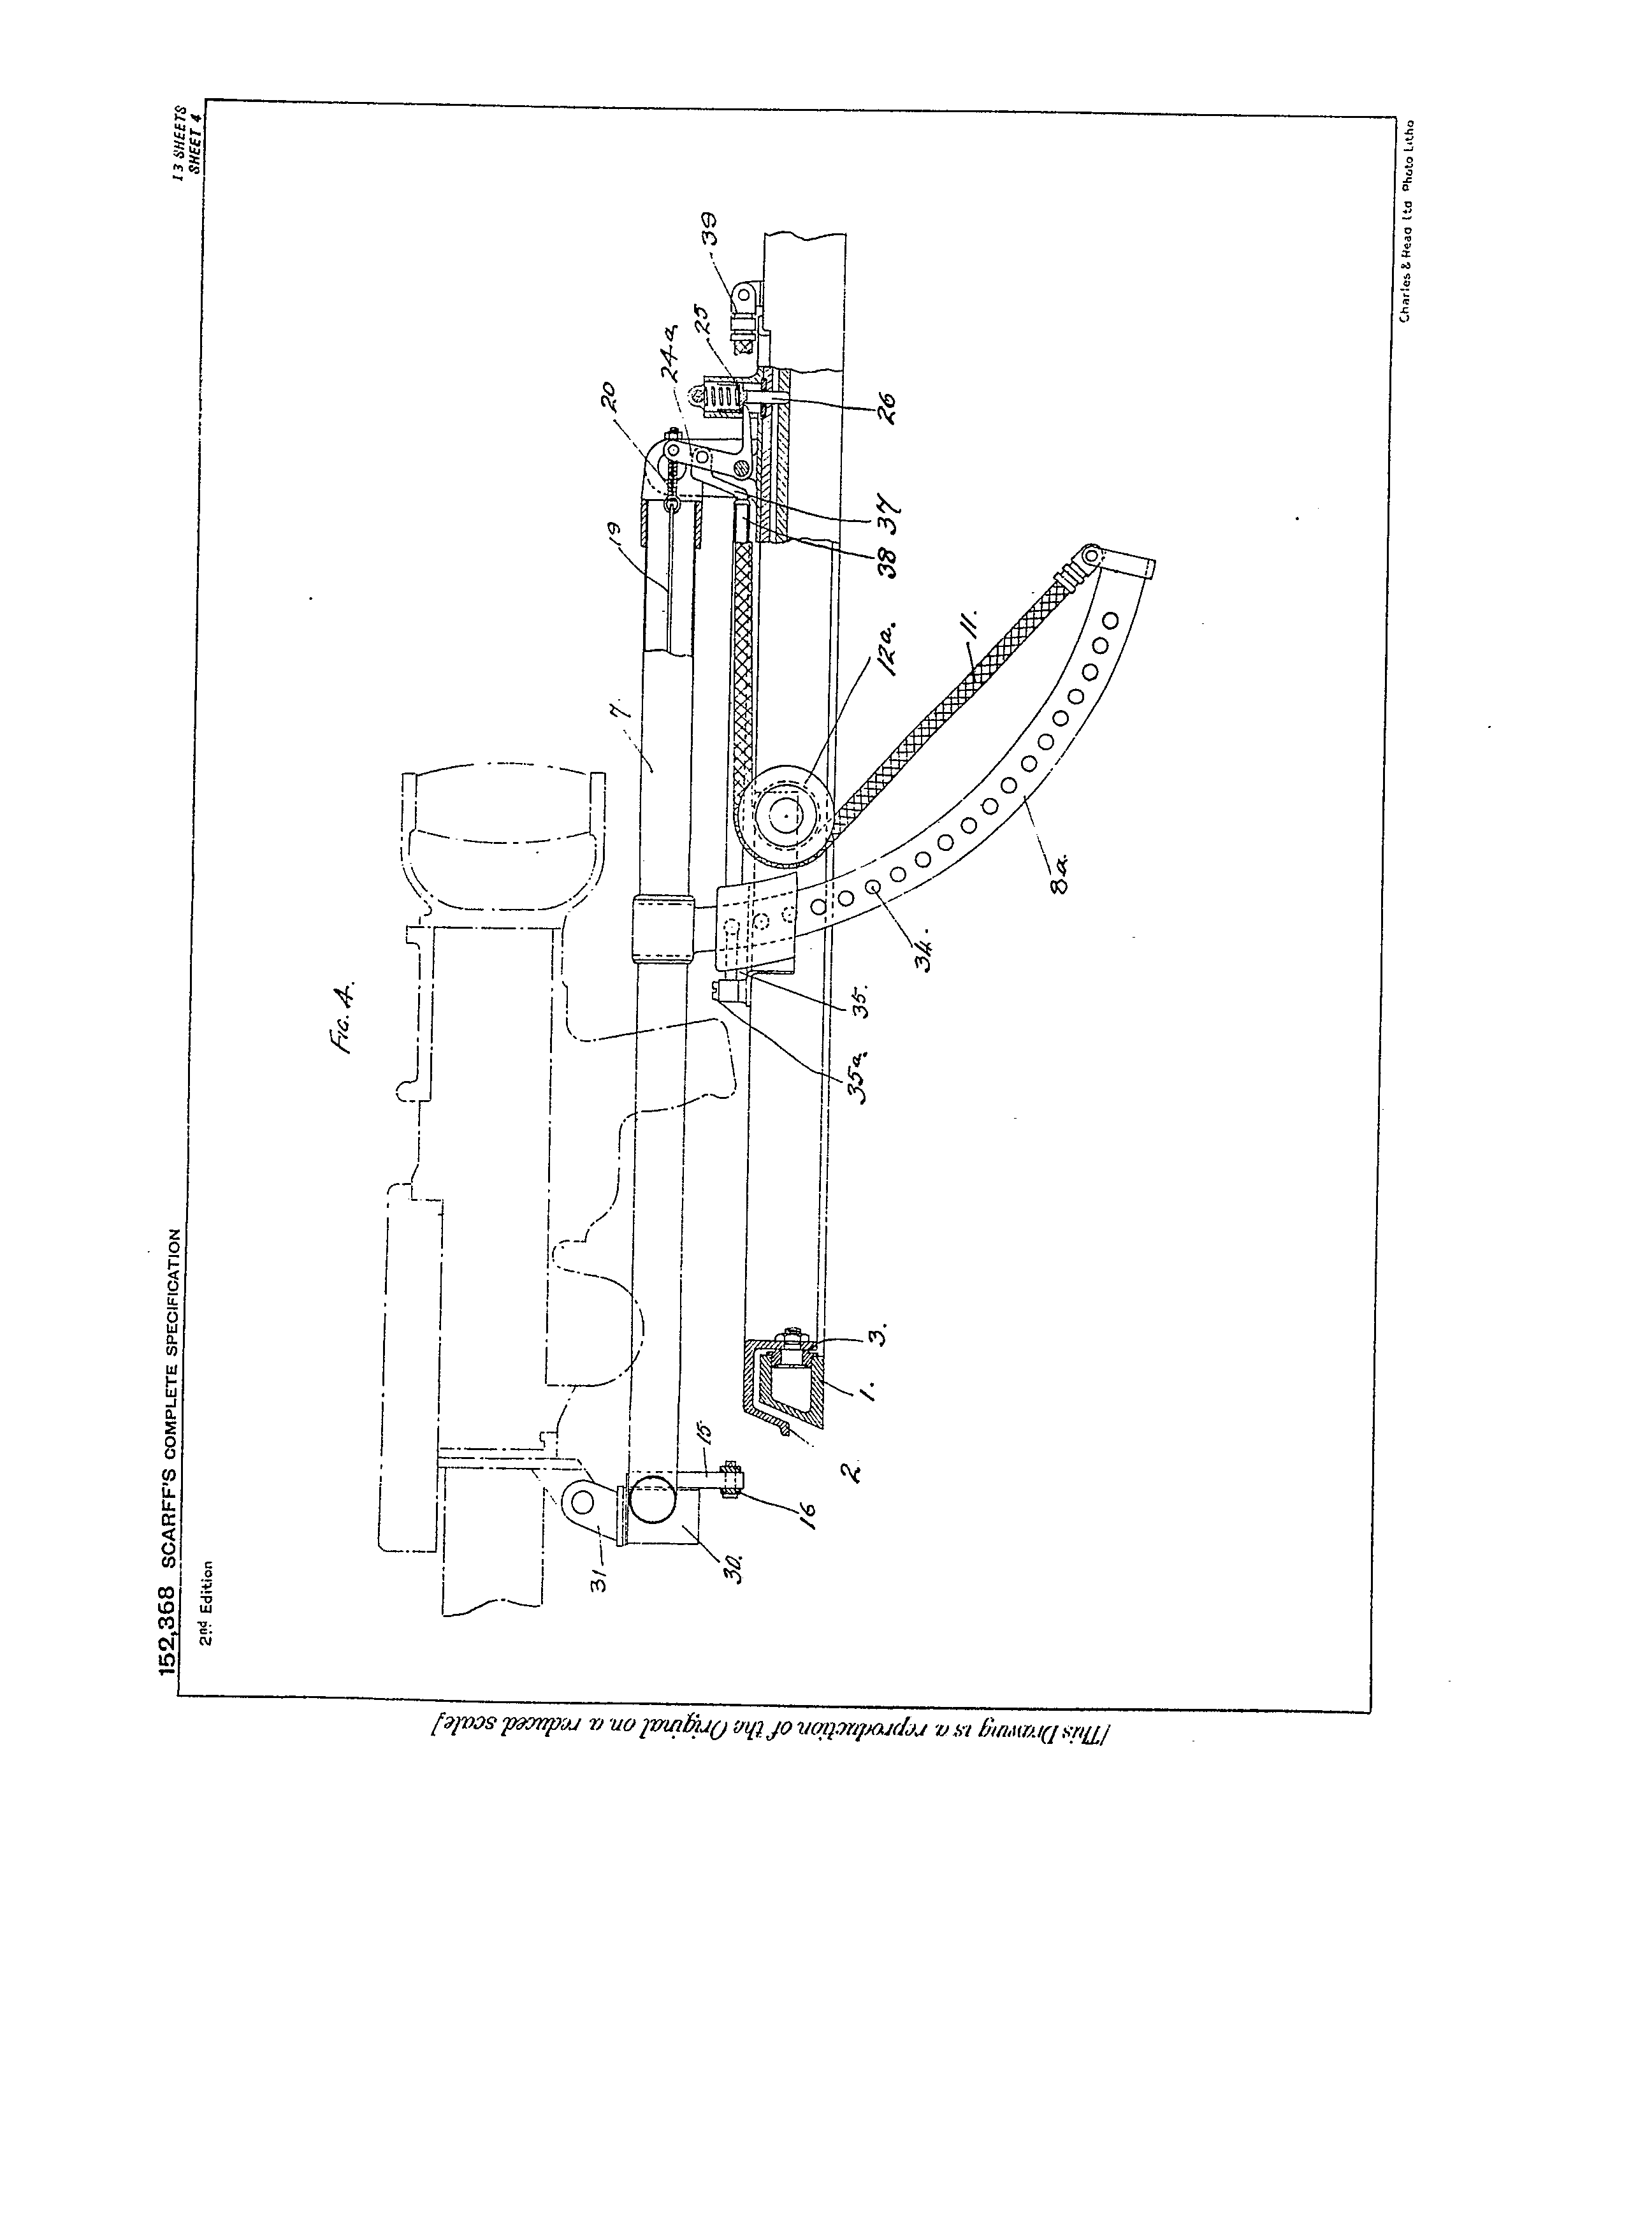 152,368 SCARFF'S COMPLETE SPECIFICATION
13 SHEETS
SHEET 4
2nd Edition
[This Drawing is a reproduction of the Original on a reduced scale]
FIG. 4.
31
30.
16
15
2
1.
3.
35a.
35.
34.
8a.
7
12a.
11.
19
38
37
20
24a.
25
26
39
Charles & Read Ltd Photo Litho